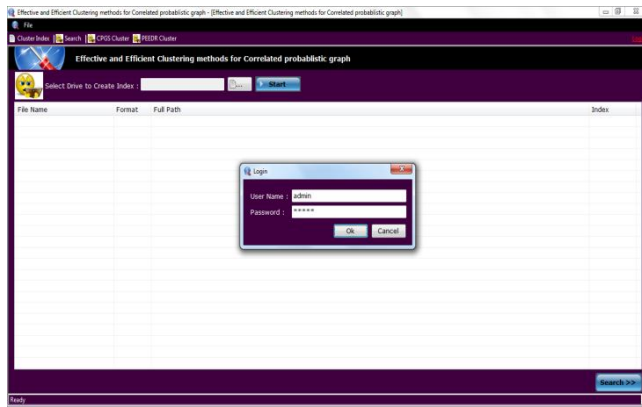 Effective and Efficient Clustering methods for Correlated probablistic graph - [Effective and Efficient Clustering methods for Correlated probablistic graph]
File
Cluster Index Search CPGS Cluster PEEDR Cluster
Effective and Efficient Clustering methods for Correlated probablistic graph
Select Drive to Create Index : ... Start
File Name Format Full Path Index
Login
User Name : admin
Password : *****
Ok Cancel
Search >>
Ready